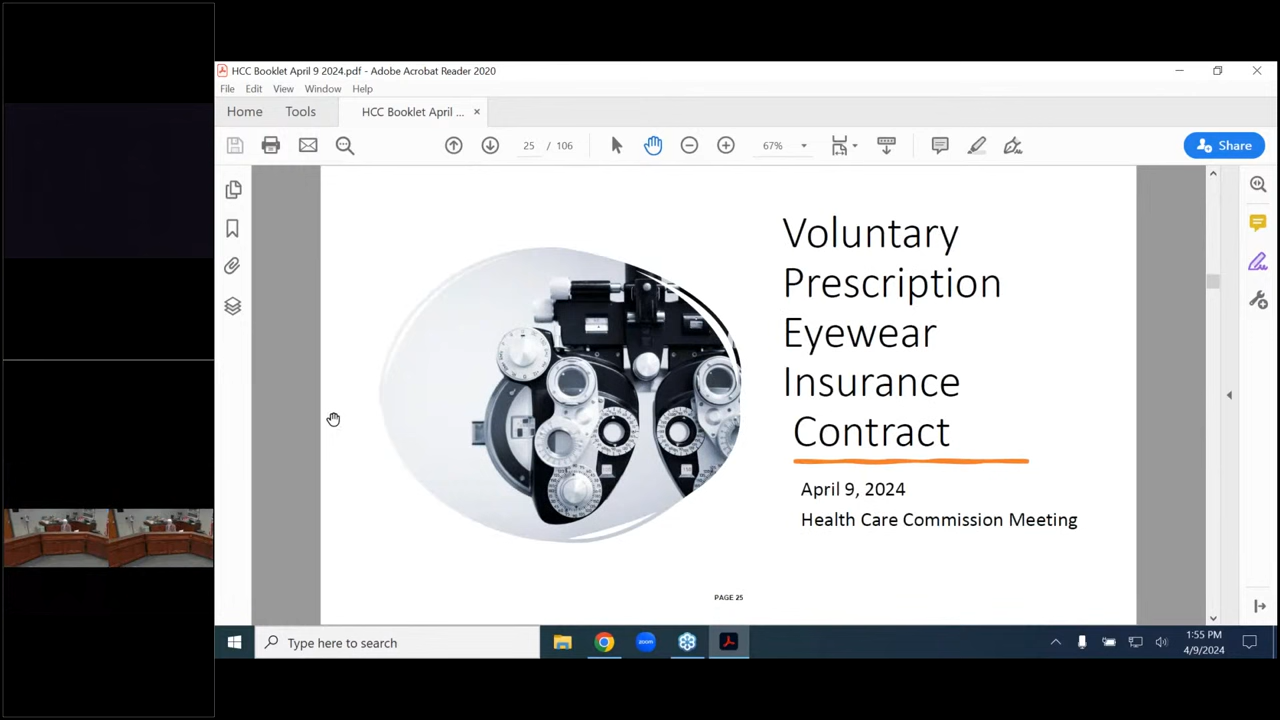 HCC Booklet April 9 2024.pdf - Adobe Acrobat Reader 2020
File Edit View Window Help
Home Tools HCC Booklet April ... ×
25 / 106 67% Share
Voluntary
Prescription
Eyewear
Insurance
Contract
April 9, 2024
Health Care Commission Meeting
PAGE 25
Type here to search
zoom
1:55 PM
4/9/2024